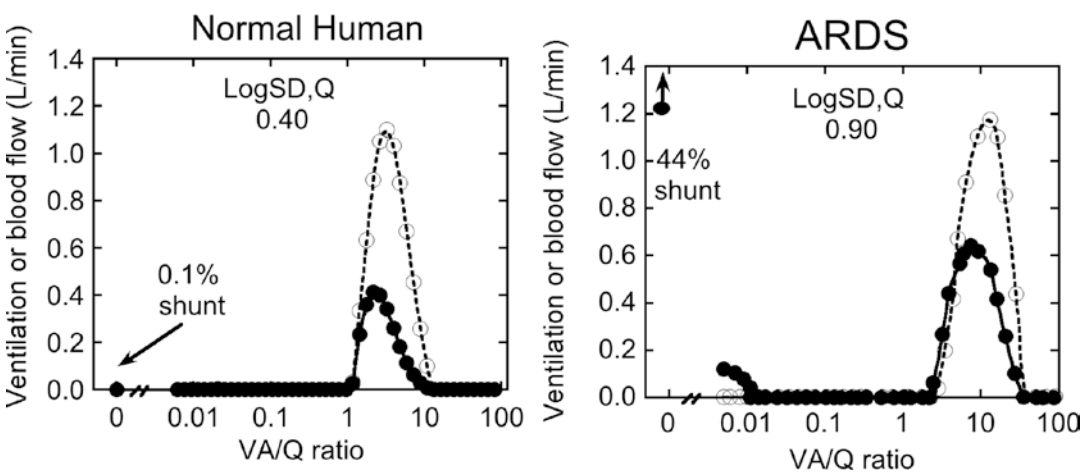 Normal Human
Ventilation or blood flow (L/min)
1.4
1.2
1.0
0.8
0.6
0.4
0.2
0.0
LogSD,Q
0.40
0.1%
shunt
0 0.01 0.1 1 10 100
VA/Q ratio
ARDS
Ventilation or blood flow (L/min)
1.4
1.2
1.0
0.8
0.6
0.4
0.2
0.0
LogSD,Q
0.90
44%
shunt
0 0.01 0.1 1 10 100
VA/Q ratio